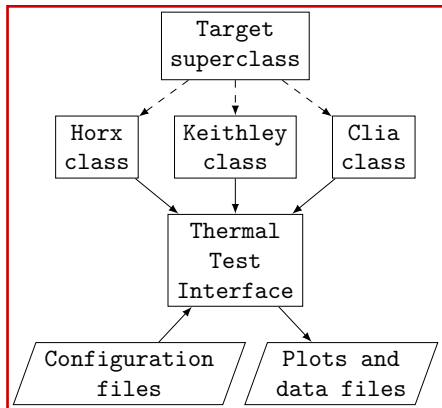 Target
superclass
Horx
class
Keithley
class
Clia
class
Thermal
Test
Interface
Configuration
files
Plots and
data files